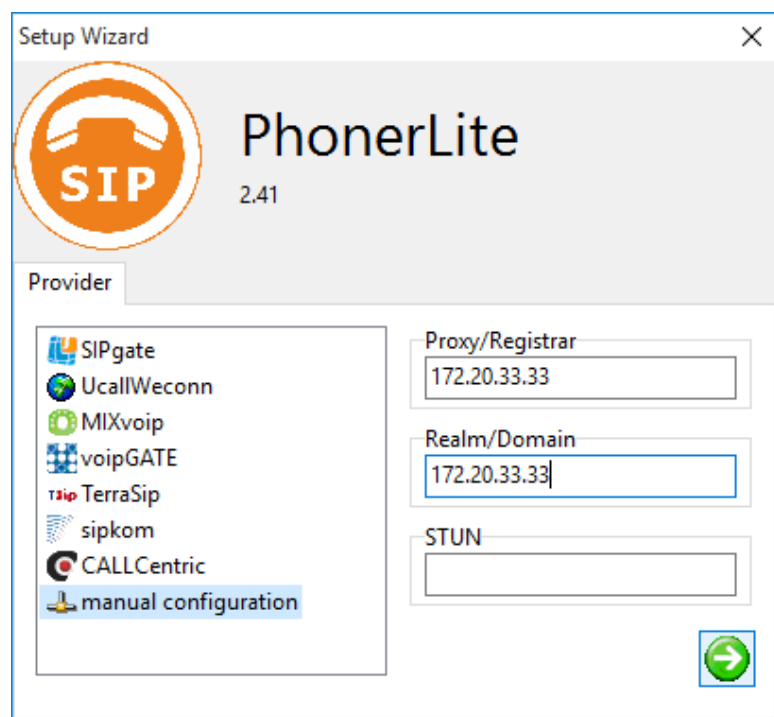 Setup Wizard
SIP
PhonerLite
2.41
Provider
SIPgate
UcallWeconn
MIXvoip
voipGATE
TSip TerraSip
sipkom
CALLCentric
manual configuration
Proxy/Registrar
172.20.33.33
Realm/Domain
172.20.33.33
STUN